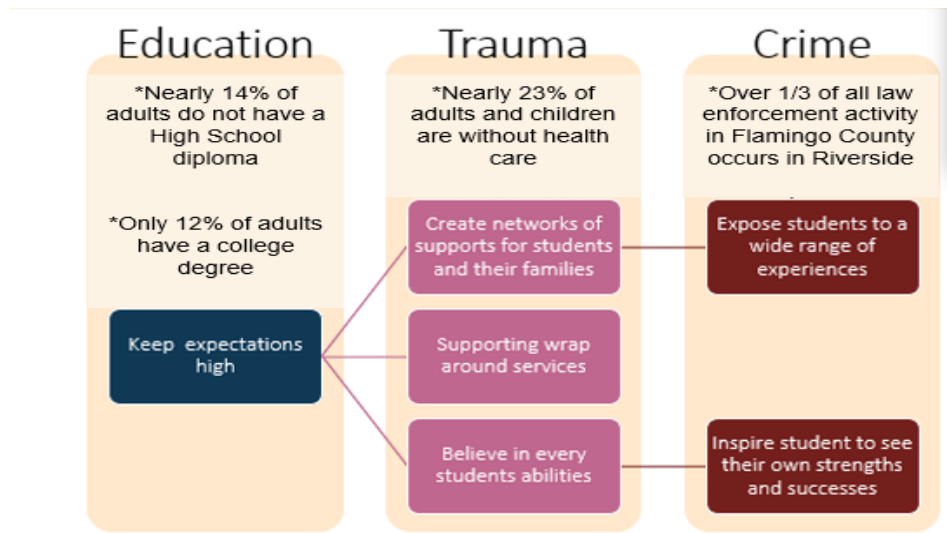 Education
*Nearly 14% of
adults do not have a
High School
diploma
*Only 12% of adults
have a college
degree
Keep expectations
high
Trauma
*Nearly 23% of
adults and children
are without health
care
Create networks of
supports for students
and their families
Supporting wrap
around services
Believe in every
students abilities
Crime
*Over 1/3 of all law
enforcement activity
in Flamingo County
occurs in Riverside
Expose students to a
wide range of
experiences
Inspire student to see
their own strengths
and successes